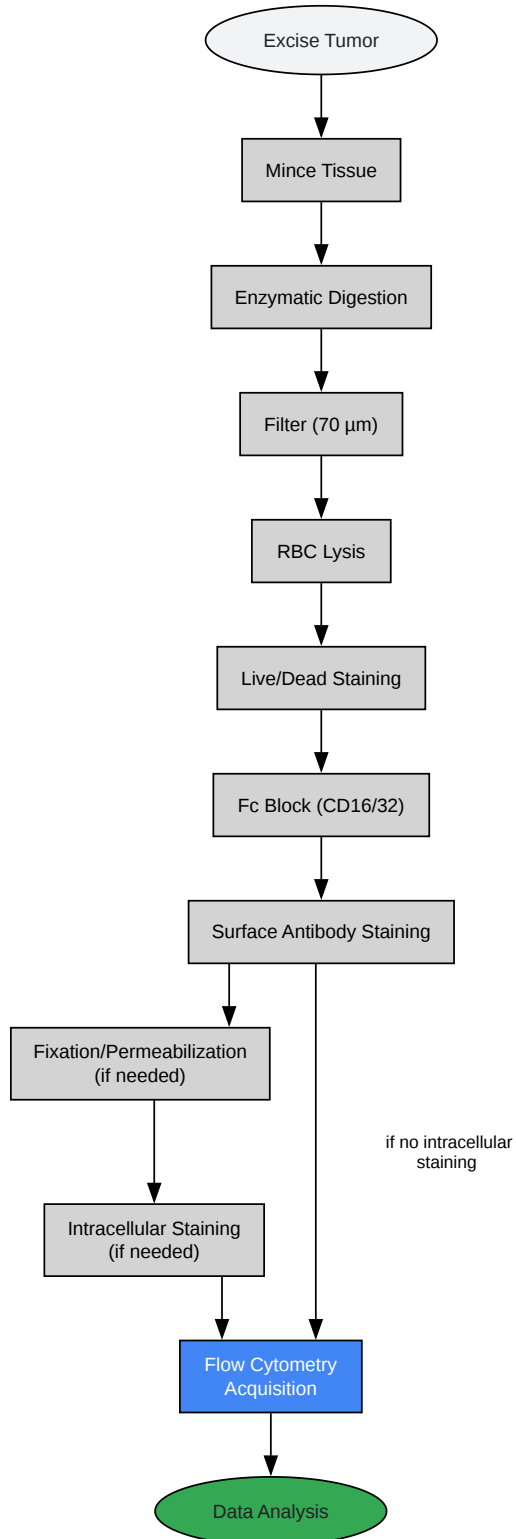 Excise Tumor
Mince Tissue
Enzymatic Digestion
Filter (70 µm)
RBC Lysis
Live/Dead Staining
Fc Block (CD16/32)
Surface Antibody Staining
Fixation/Permeabilization
(if needed)
if no intracellular
staining
Intracellular Staining
(if needed)
Flow Cytometry
Acquisition
Data Analysis